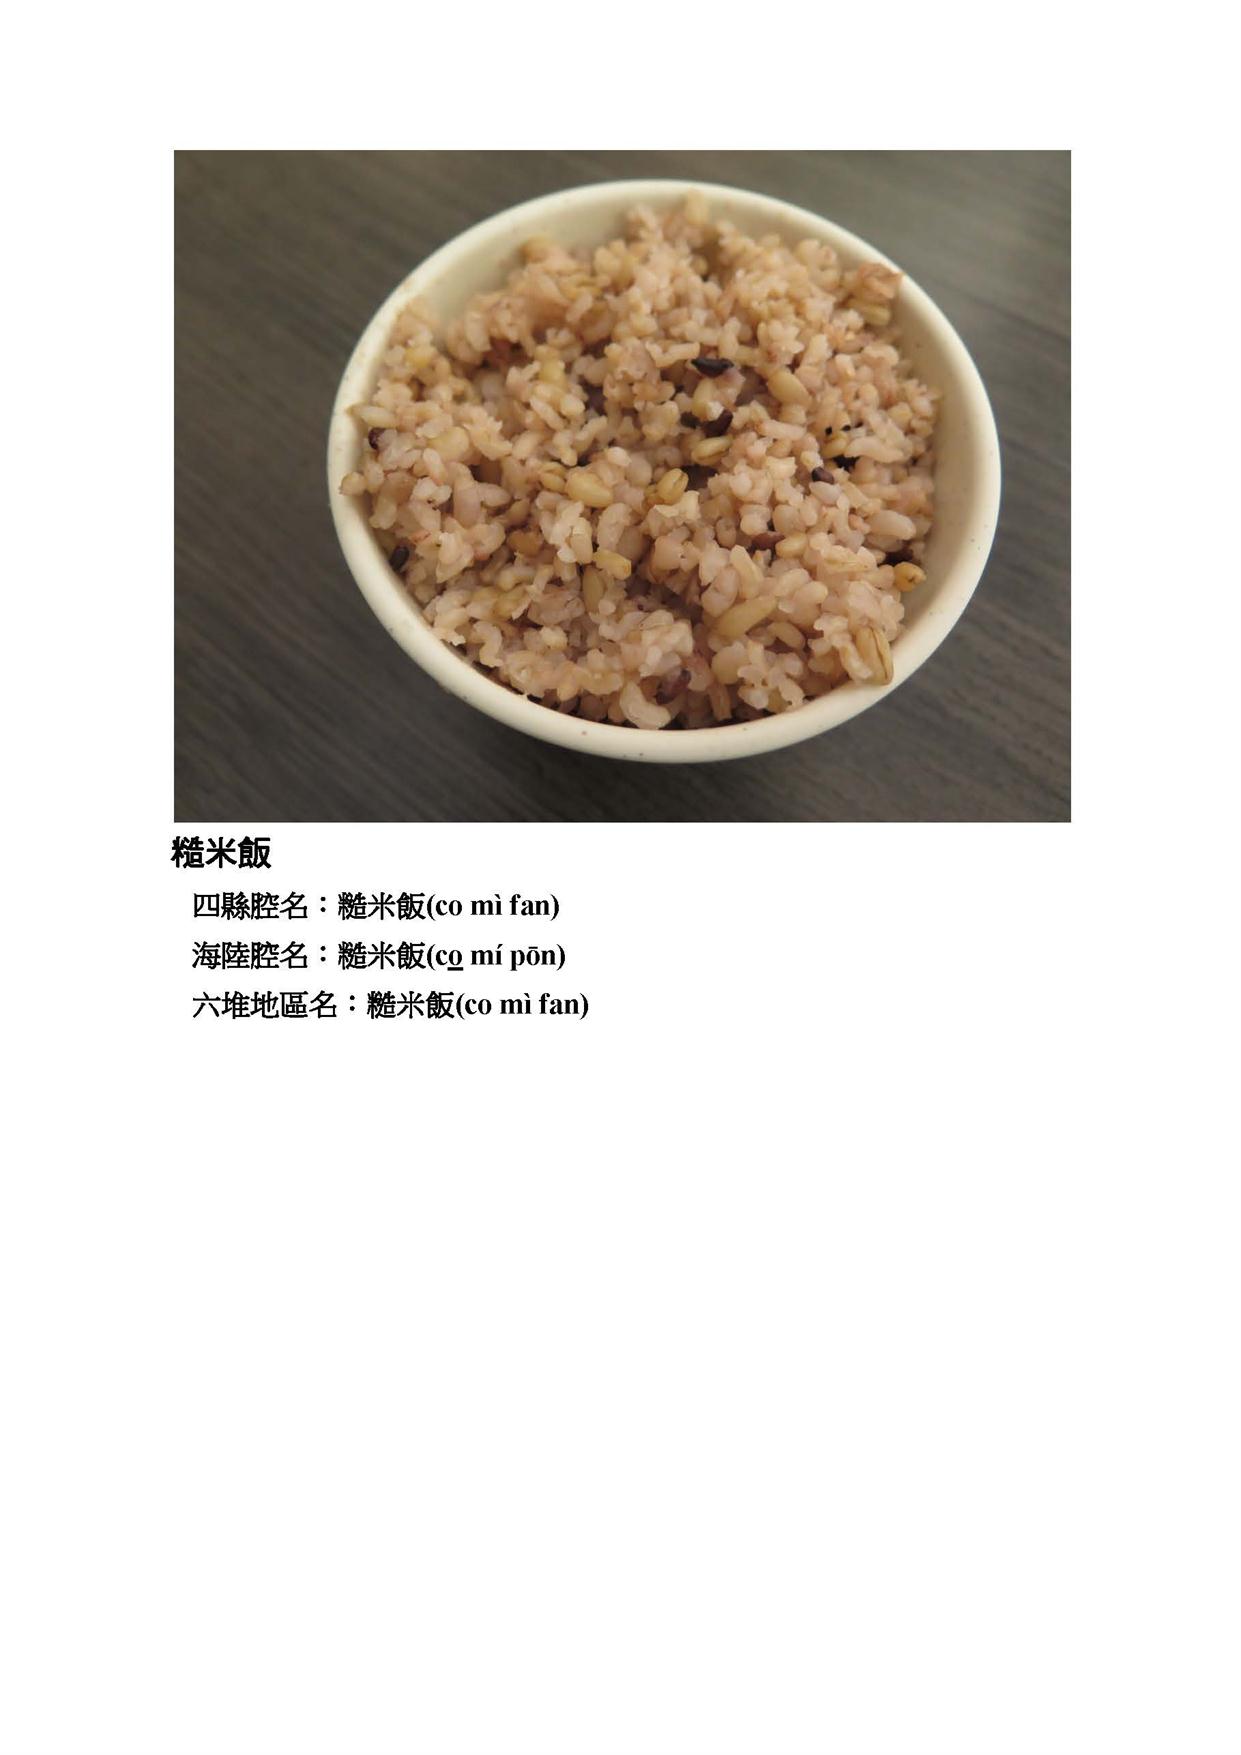 糙米飯
四縣腔名：糙米飯(co mì fan)
海陸腔名：糙米飯(co̲ mí pōn)
六堆地區名：糙米飯(co mì fan)